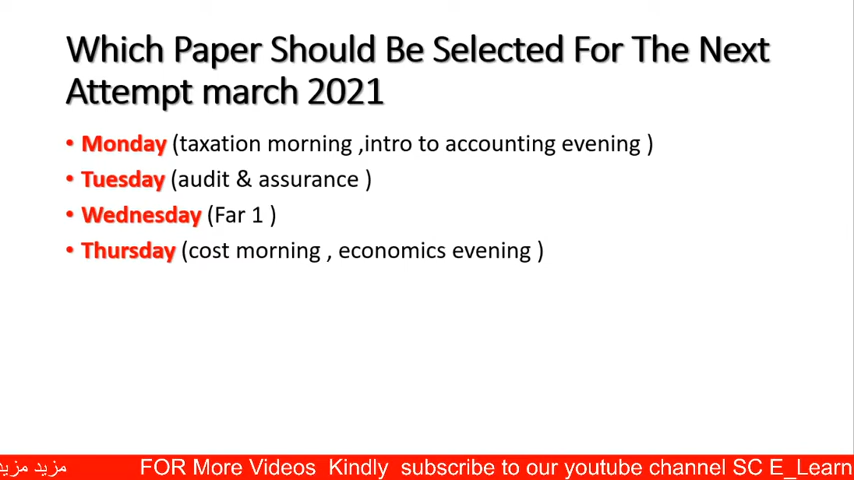 Which Paper Should Be Selected For The Next
Attempt march 2021
• Monday (taxation morning ,intro to accounting evening )
• Tuesday (audit & assurance )
• Wednesday (Far 1 )
• Thursday (cost morning , economics evening )
مزید مزید FOR More Videos Kindly subscribe to our youtube channel SC E_Learn